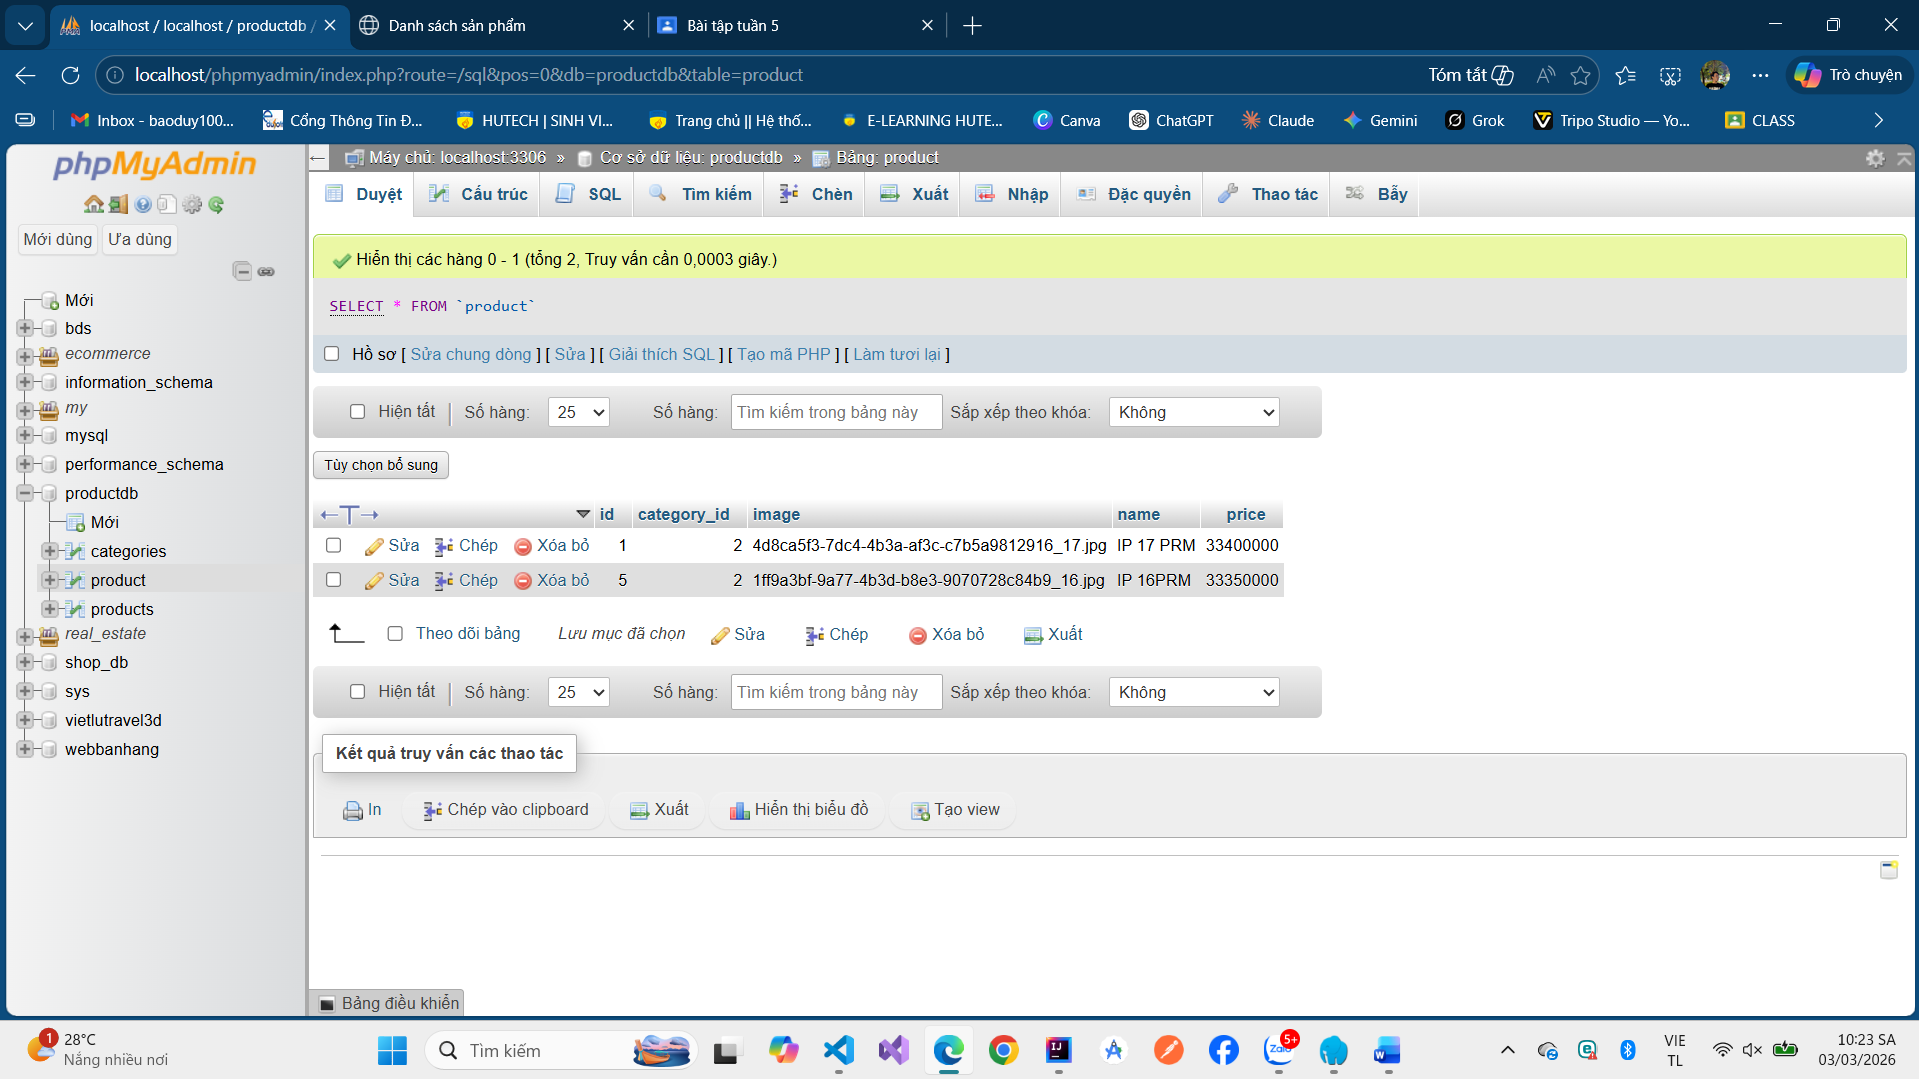 localhost / localhost / productdb /
Danh sách sản phẩm
Bài tập tuần 5
localhost/phpmyadmin/index.php?route=/sql&pos=0&db=productdb&table=product
Tóm tắt
Trò chuyện
Inbox - baoduy100...
Cổng Thông Tin Đ...
HUTECH | SINH VI...
Trang chủ || Hệ thố...
E-LEARNING HUTE...
Canva
ChatGPT
Claude
Gemini
Grok
Tripo Studio — Yo...
CLASS
phpMyAdmin
Mới dùng
Ưa dùng
Mới
bds
ecommerce
information_schema
my
mysql
performance_schema
productdb
Mới
categories
product
products
real_estate
shop_db
sys
vietlutravel3d
webbanhang
Máy chủ: localhost:3306 » Cơ sở dữ liệu: productdb » Bảng: product
Duyệt Cấu trúc SQL Tìm kiếm Chèn Xuất Nhập Đặc quyền Thao tác Bẫy
Hiển thị các hàng 0 - 1 (tổng 2, Truy vấn cần 0,0003 giây.)
SELECT * FROM `product`
Hồ sơ [ Sửa chung dòng ] [ Sửa ] [ Giải thích SQL ] [ Tạo mã PHP ] [ Làm tươi lại ]
Hiện tất Số hàng: 25 Số hàng: Tìm kiếm trong bảng này Sắp xếp theo khóa: Không
Tùy chọn bổ sung
id category_id image name price
Sửa Chép Xóa bỏ 1 2 4d8ca5f3-7dc4-4b3a-af3c-c7b5a9812916_17.jpg IP 17 PRM 33400000
Sửa Chép Xóa bỏ 5 2 1ff9a3bf-9a77-4b3d-b8e3-9070728c84b9_16.jpg IP 16PRM 33350000
Theo dõi bảng Lưu mục đã chọn Sửa Chép Xóa bỏ Xuất
Hiện tất Số hàng: 25 Số hàng: Tìm kiếm trong bảng này Sắp xếp theo khóa: Không
Kết quả truy vấn các thao tác
In Chép vào clipboard Xuất Hiển thị biểu đồ Tạo view
Bảng điều khiển
1
28°C
Nắng nhiều nơi
Tìm kiếm
IJ
Zalo
5+
W
VIE
TL
10:23 SA
03/03/2026